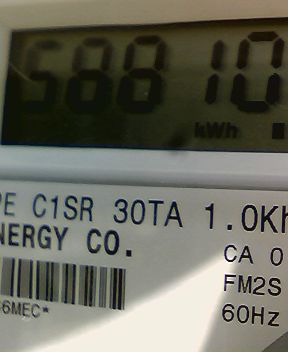 58810
kWh
PE C1SR 30TA 1.0Kh
NERGY CO.
CA 0
FM2S
60Hz
6MEC*